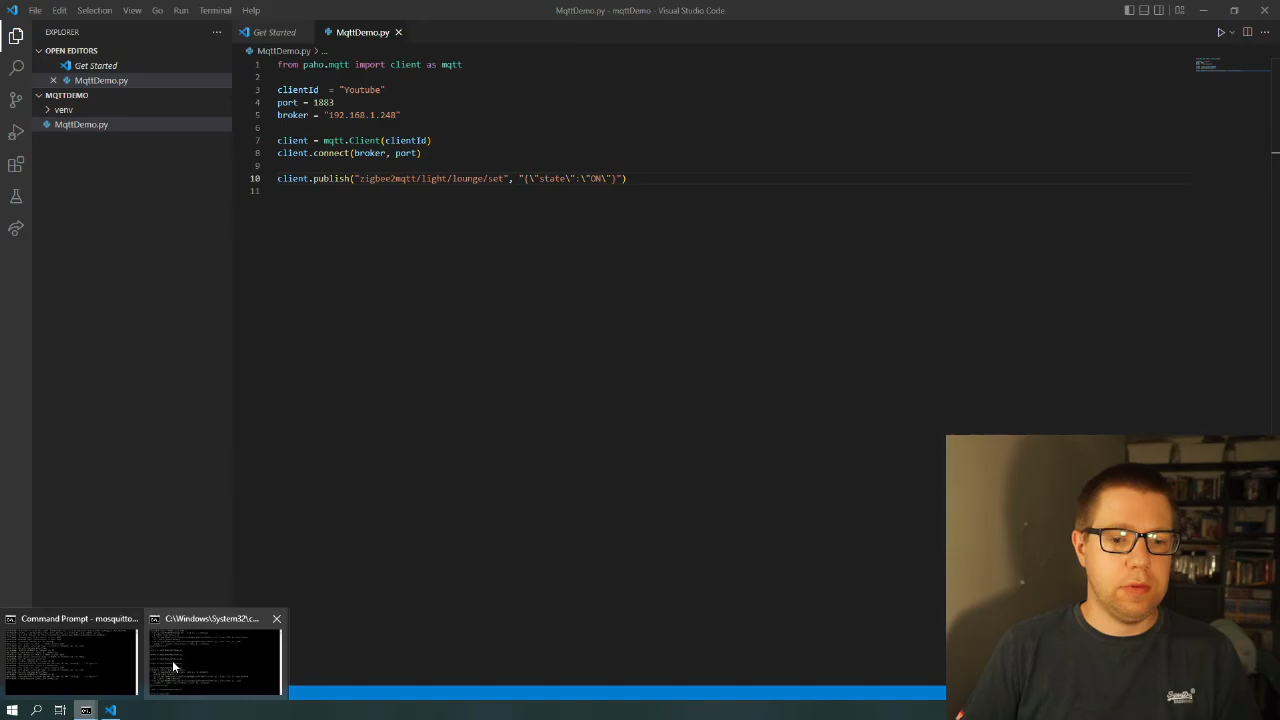 File Edit Selection View Go Run Terminal Help
MqttDemo.py - mqttDemo - Visual Studio Code
EXPLORER
OPEN EDITORS
Get Started
MqttDemo.py
MQTTDEMO
venv
MqttDemo.py
Get Started
MqttDemo.py
MqttDemo.py > ...
1 from paho.mqtt import client as mqtt
2
3 clientId = "Youtube"
4 port = 1883
5 broker = "192.168.1.248"
6
7 client = mqtt.Client(clientId)
8 client.connect(broker, port)
9
10 client.publish("zigbee2mqtt/light/lounge/set", "{\"state\":\"ON\"}")
11
Command Prompt - mosquitto...
C:\Windows\System32\c...